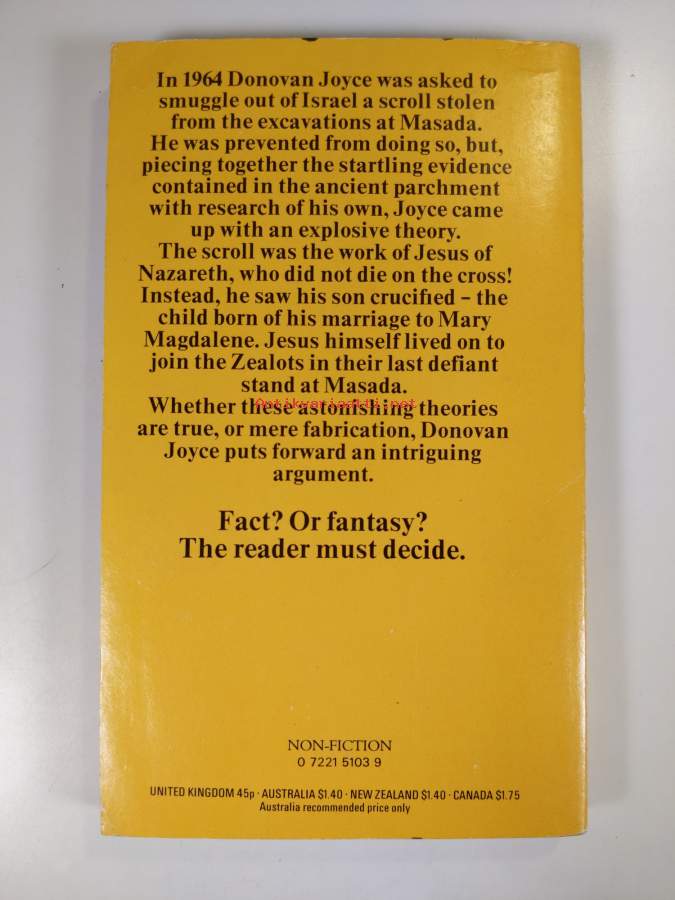 In 1964 Donovan Joyce was asked to
smuggle out of Israel a scroll stolen
from the excavations at Masada.
He was prevented from doing so, but,
piecing together the startling evidence
contained in the ancient parchment
with research of his own, Joyce came
up with an explosive theory.
The scroll was the work of Jesus of
Nazareth, who did not die on the cross!
Instead, he saw his son crucified – the
child born of his marriage to Mary
Magdalene. Jesus himself lived on to
join the Zealots in their last defiant
stand at Masada.
Whether these astonishing theories
Antikvariaatti.net
are true, or mere fabrication, Donovan
Joyce puts forward an intriguing
argument.
Fact? Or fantasy?
The reader must decide.
NON-FICTION
0 7221 5103 9
UNITED KINGDOM 45p · AUSTRALIA $1.40 · NEW ZEALAND $1.40 · CANADA $1.75
Australia recommended price only